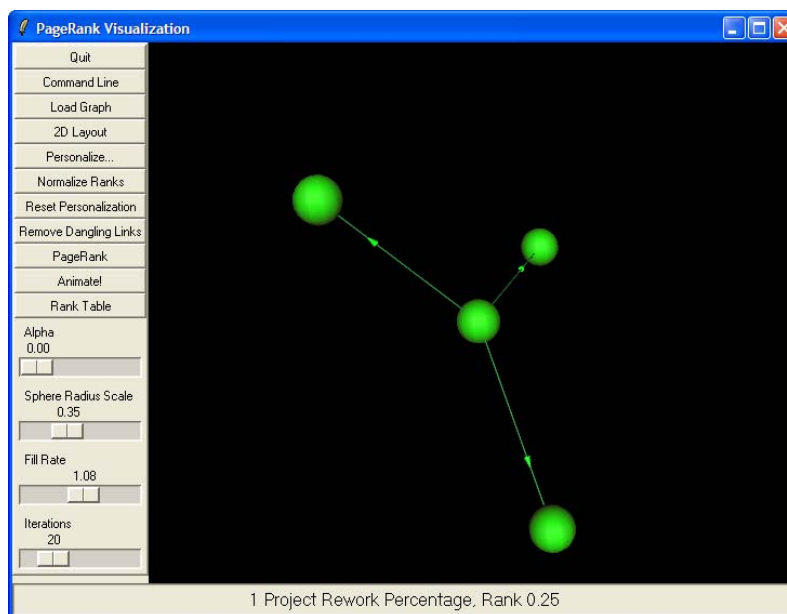 PageRank Visualization
Quit
Command Line
Load Graph
2D Layout
Personalize...
Normalize Ranks
Reset Personalization
Remove Dangling Links
PageRank
Animate!
Rank Table
Alpha
0.00
Sphere Radius Scale
0.35
Fill Rate
1.08
Iterations
20
1 Project Rework Percentage, Rank 0.25